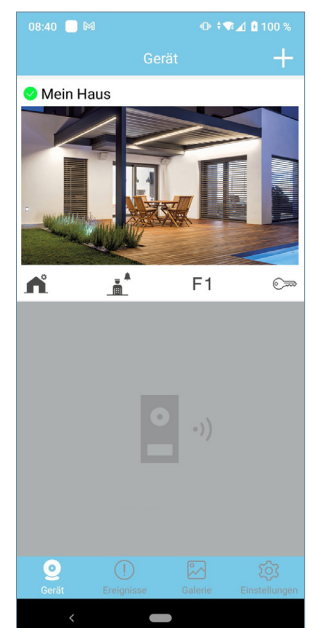 08:40 100 %
Gerät
Mein Haus
F1
Gerät Ereignisse Galerie Einstellungen